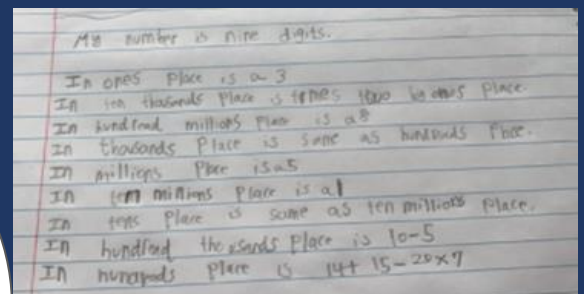 My number is nine digits.
In ones place is a 3
In ten thousands place is times two be ones place.
In hundread millions place is a 8
In thousands place is same as hundreds place.
In millions place is a 5
In ten millions place is a 1
In tens place is same as ten millions place.
In hundread thousands place is 10-5
In hundreds place is 14+15-20x7